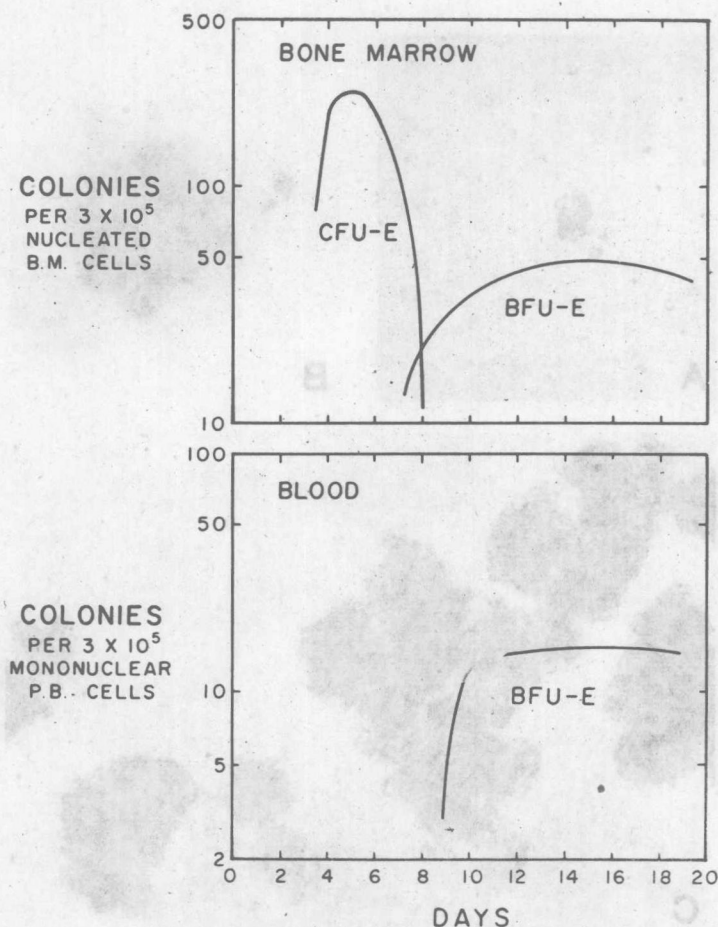 500
BONE MARROW
COLONIES
PER 3 X 10⁵
NUCLEATED
B.M. CELLS
100
CFU-E
50
BFU-E
B
A
10
100
BLOOD
50
COLONIES
PER 3 X 10⁵
MONONUCLEAR
P.B. CELLS
10
BFU-E
5
2
0 2 4 6 8 10 12 14 16 18 20
C
DAYS